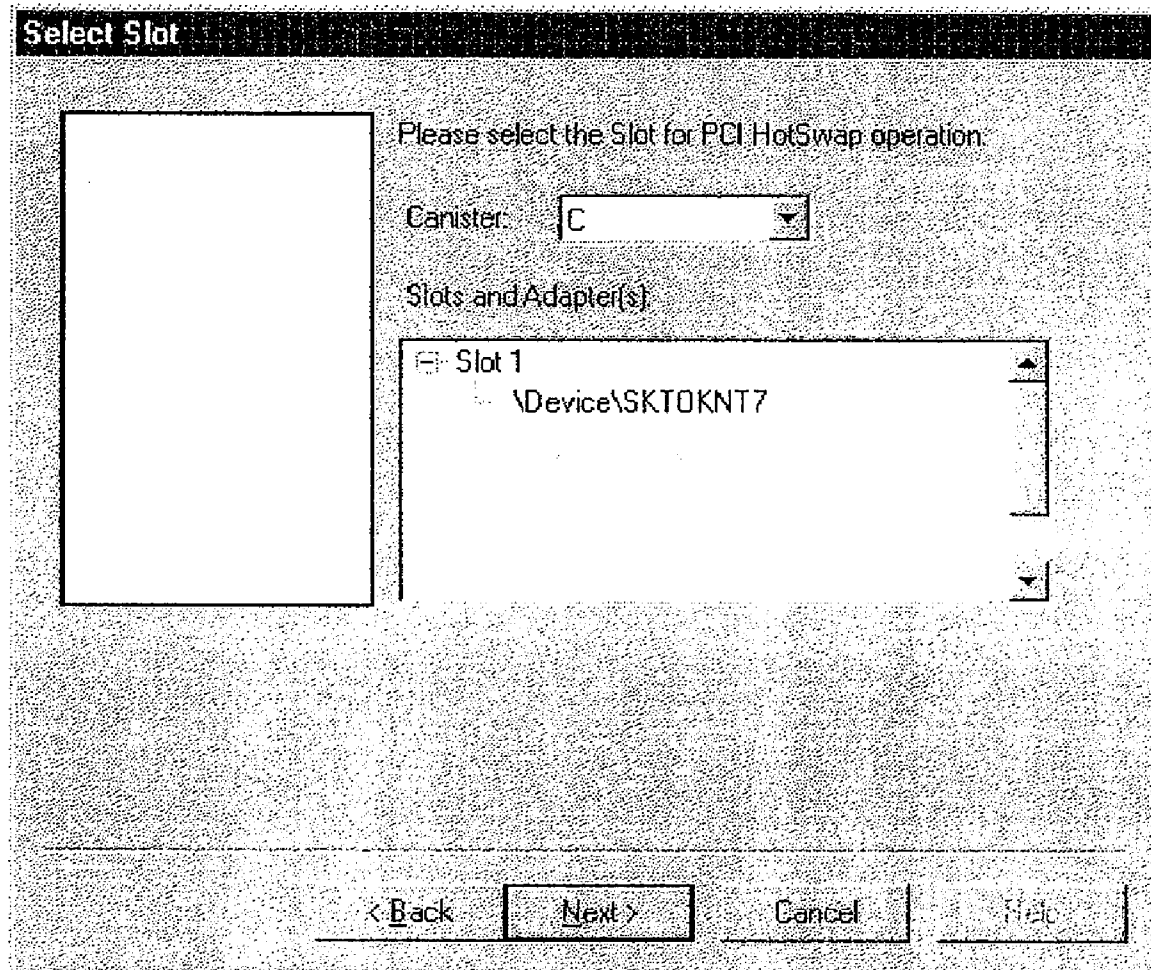 Select Slot
Please select the Slot for PCI HotSwap operation.
Canister: C
Slots and Adapter(s)
Slot 1
\Device\SKTOKNT7
< Back Next > Cancel Help